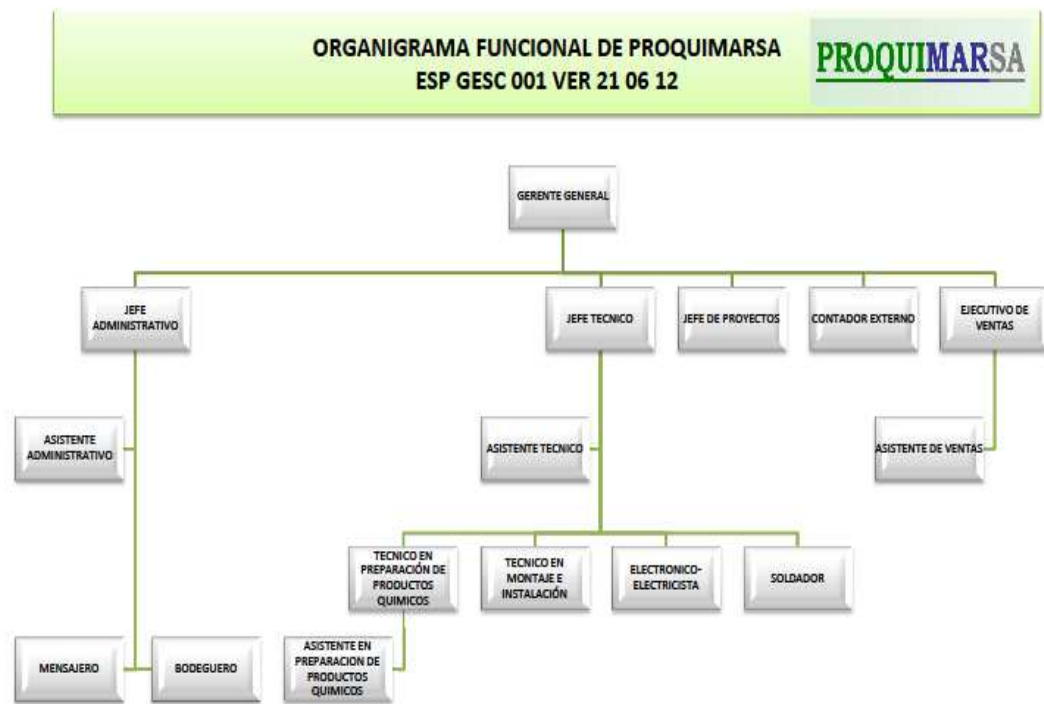 ORGANIGRAMA FUNCIONAL DE PROQUIMARSA
ESP GESC 001 VER 21 06 12
PROQUIMARSA
GERENTE GENERAL
JEFE
ADMINISTRATIVO
JEFE TECNICO
JEFE DE PROYECTOS
CONTADOR EXTERNO
EJECUTIVO DE
VENTAS
ASISTENTE
ADMINISTRATIVO
ASISTENTE TECNICO
ASISTENTE DE VENTAS
TECNICO EN
PREPARACIÓN DE
PRODUCTOS
QUIMICOS
TECNICO EN
MONTAJE E
INSTALACIÓN
ELECTRONICO-
ELECTRICISTA
SOLDADOR
MENSAJERO
BODEGUERO
ASISTENTE EN
PREPARACION DE
PRODUCTOS
QUIMICOS